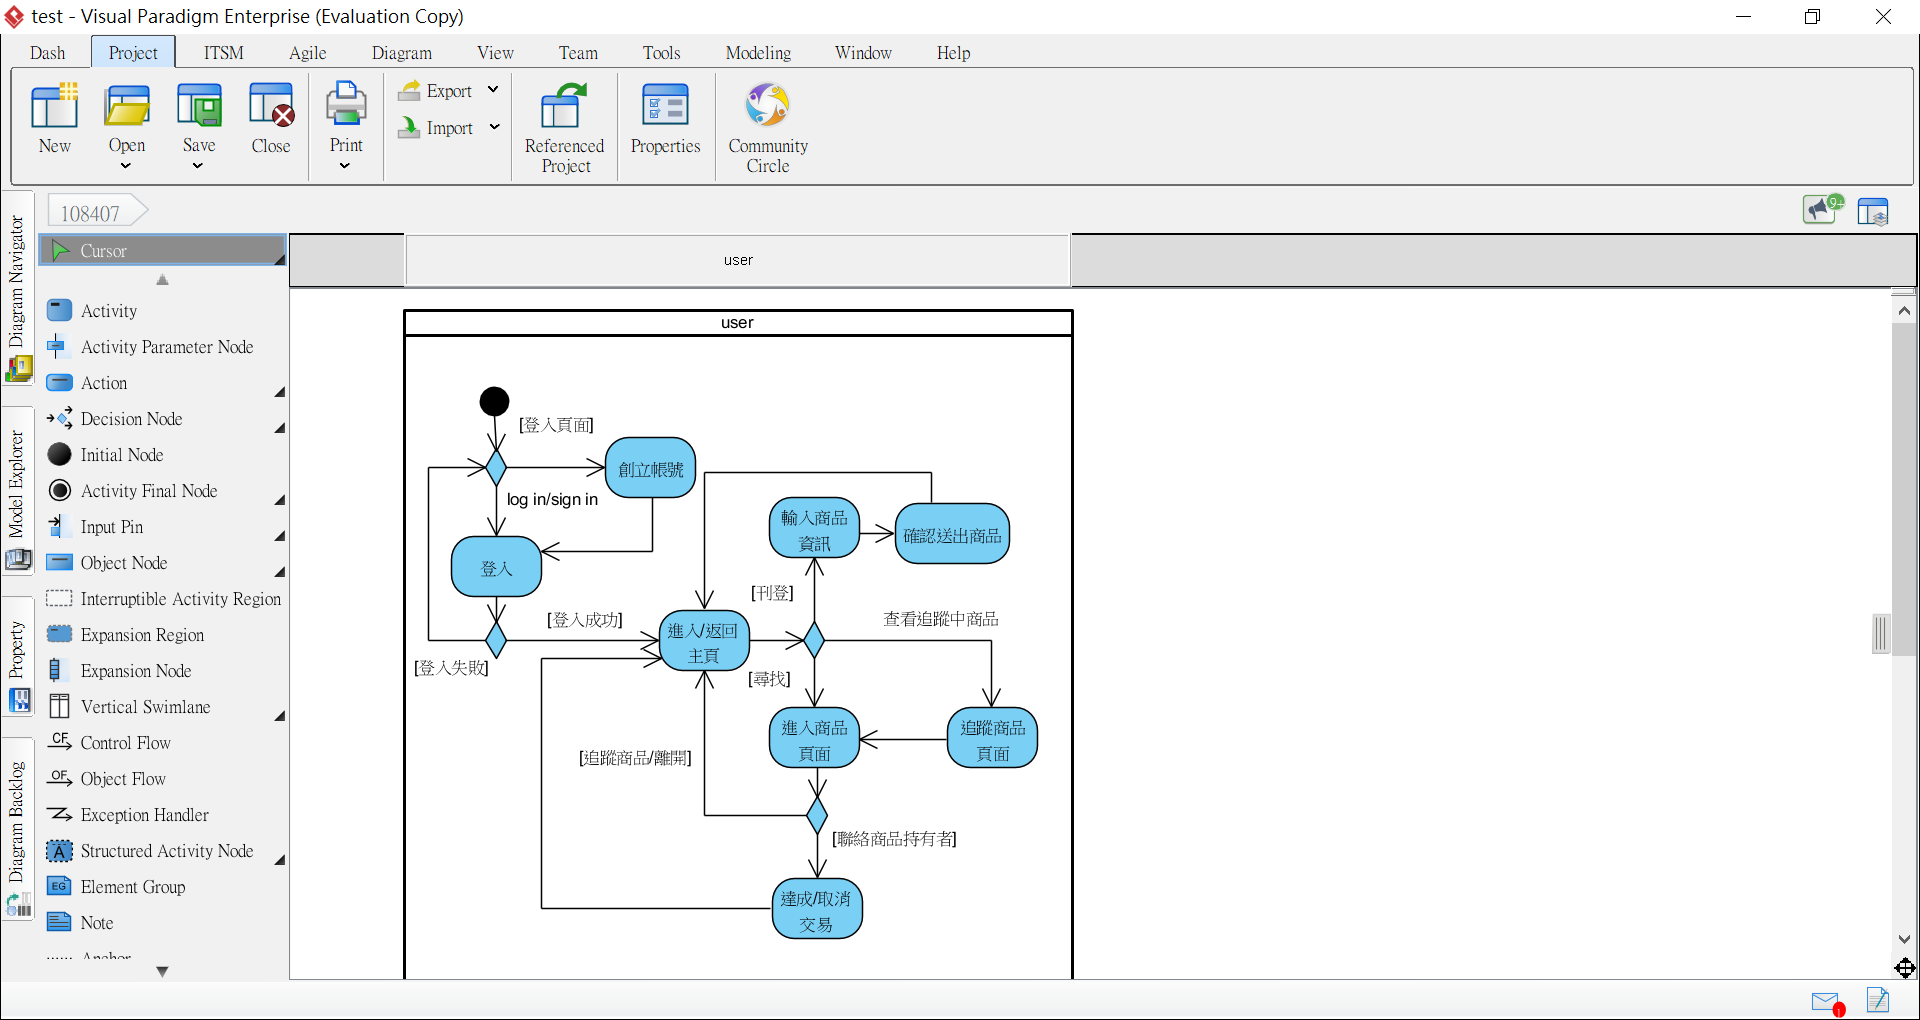 test - Visual Paradigm Enterprise (Evaluation Copy)
Dash
Project
ITSM
Agile
Diagram
View
Team
Tools
Modeling
Window
Help
New
Open
Save
Close
Print
Export
Import
Referenced
Project
Properties
Community
Circle
108407
9+
Diagram Navigator
Model Explorer
Property
Diagram Backlog
Cursor
Activity
Activity Parameter Node
Action
Decision Node
Initial Node
Activity Final Node
Input Pin
Object Node
Interruptible Activity Region
Expansion Region
Expansion Node
Vertical Swimlane
CF
Control Flow
OF
Object Flow
Exception Handler
A
Structured Activity Node
EG
Element Group
Note
Anchor
user
user
[登入頁面]
創立帳號
log in/sign in
登入
[登入成功]
[登入失敗]
進入/返回
主頁
輸入商品
資訊
確認送出商品
[刊登]
查看追蹤中商品
[尋找]
進入商品
頁面
追蹤商品
頁面
[追蹤商品/離開]
[聯絡商品持有者]
達成/取消
交易